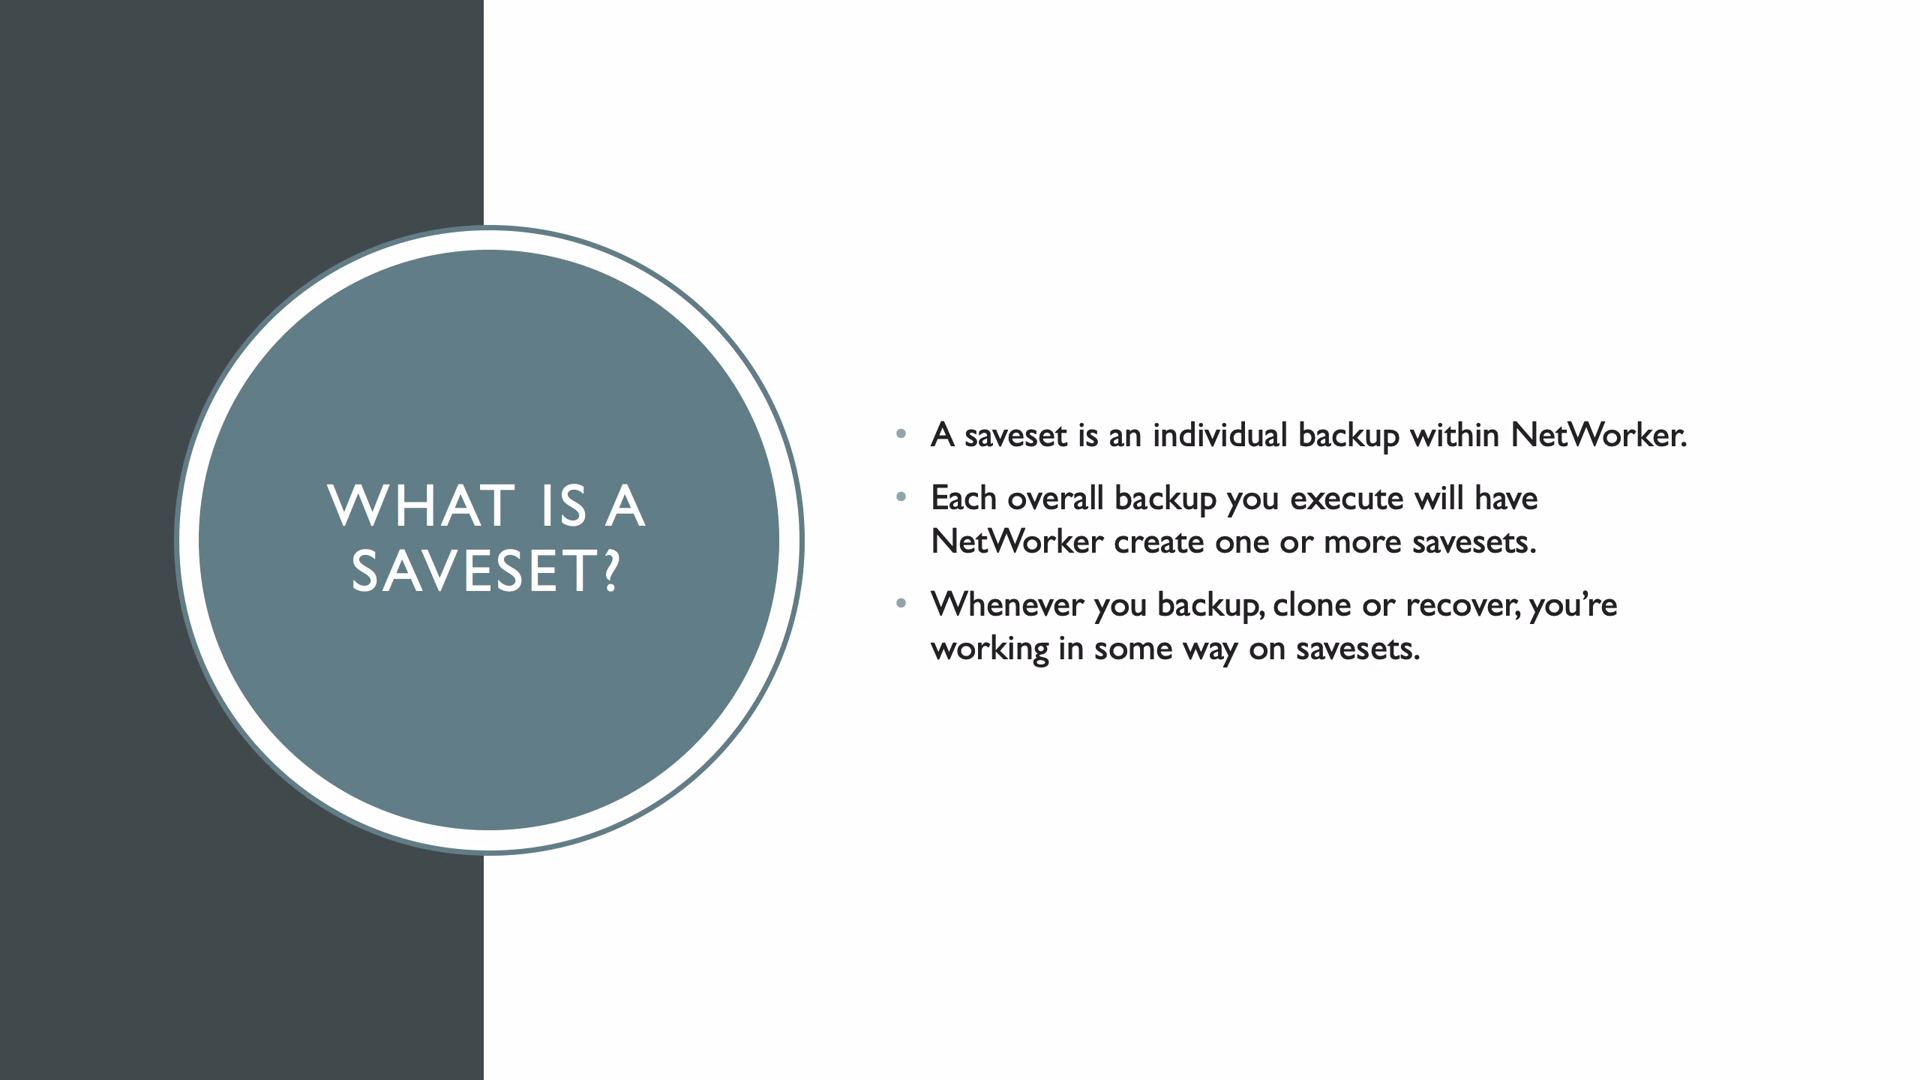 WHAT IS A
SAVESET?
• A saveset is an individual backup within NetWorker.
• Each overall backup you execute will have
NetWorker create one or more savesets.
• Whenever you backup, clone or recover, you’re
working in some way on savesets.